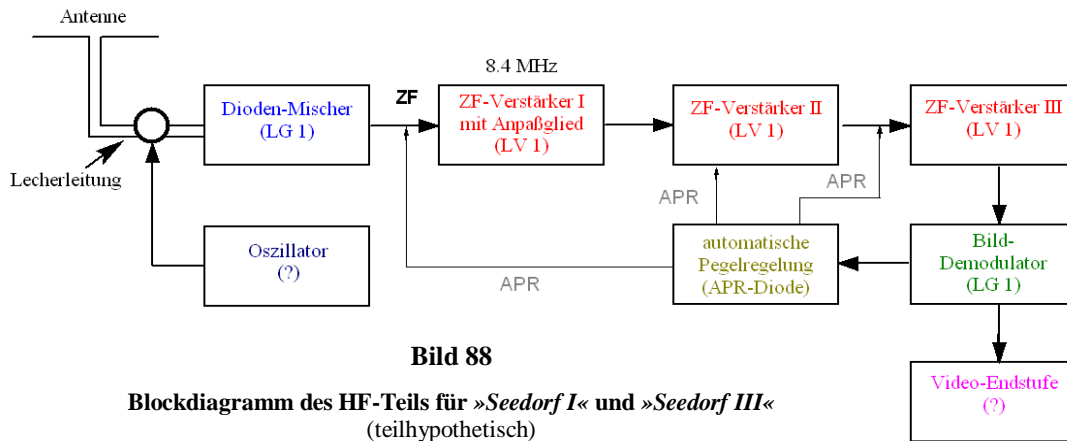 Antenne
8.4 MHz
Dioden-Mischer
(LG 1)
ZF
ZF-Verstärker I
mit Anpaßglied
(LV 1)
ZF-Verstärker II
(LV 1)
ZF-Verstärker III
(LV 1)
Lecherleitung
APR
APR
Oszillator
(?)
APR
automatische
Pegelregelung
(APR-Diode)
Bild-
Demodulator
(LG 1)
Video-Endstufe
(?)
Bild 88
Blockdiagramm des HF-Teils für »Seedorf I« und »Seedorf III«
(teilhypothetisch)